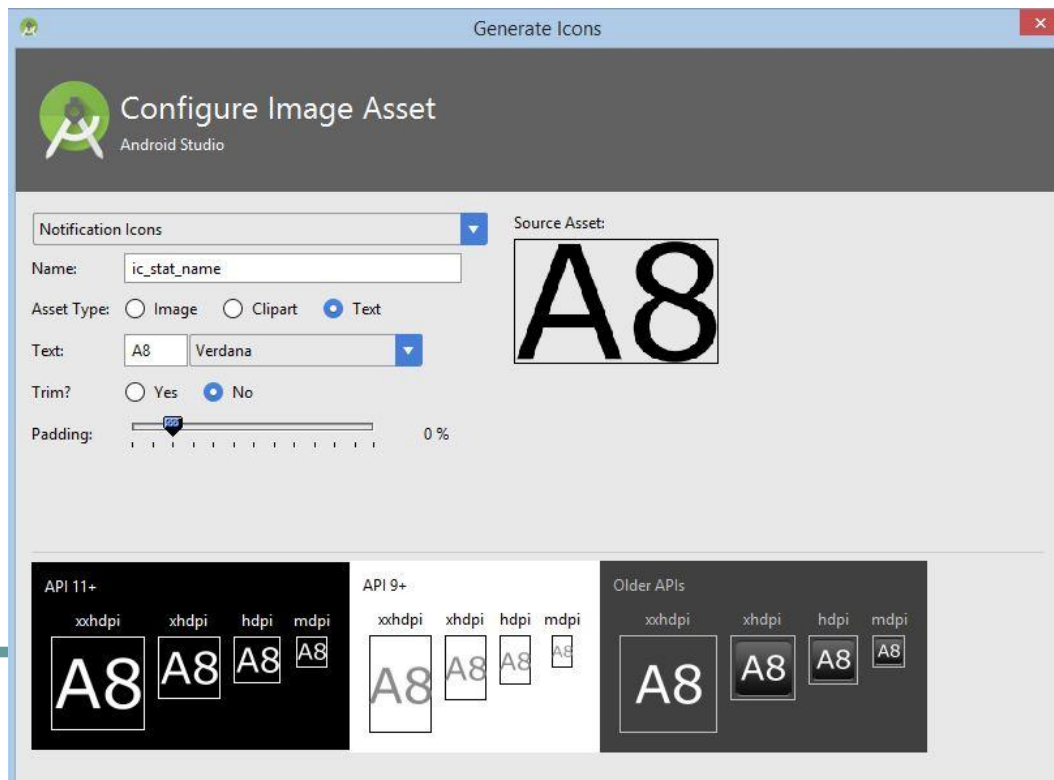 Generate Icons
Configure Image Asset
Android Studio
Notification Icons
Source Asset:
A8
Name: ic_stat_name
Asset Type: Image Clipart Text
Text: A8 Verdana
Trim? Yes No
Padding: 0 %
API 11+
xxhdpi xhdpi hdpi mdpi
A8 A8 A8 A8
API 9+
xxhdpi xhdpi hdpi mdpi
A8 A8 A8 A8
Older APIs
xxhdpi xhdpi hdpi mdpi
A8 A8 A8 A8